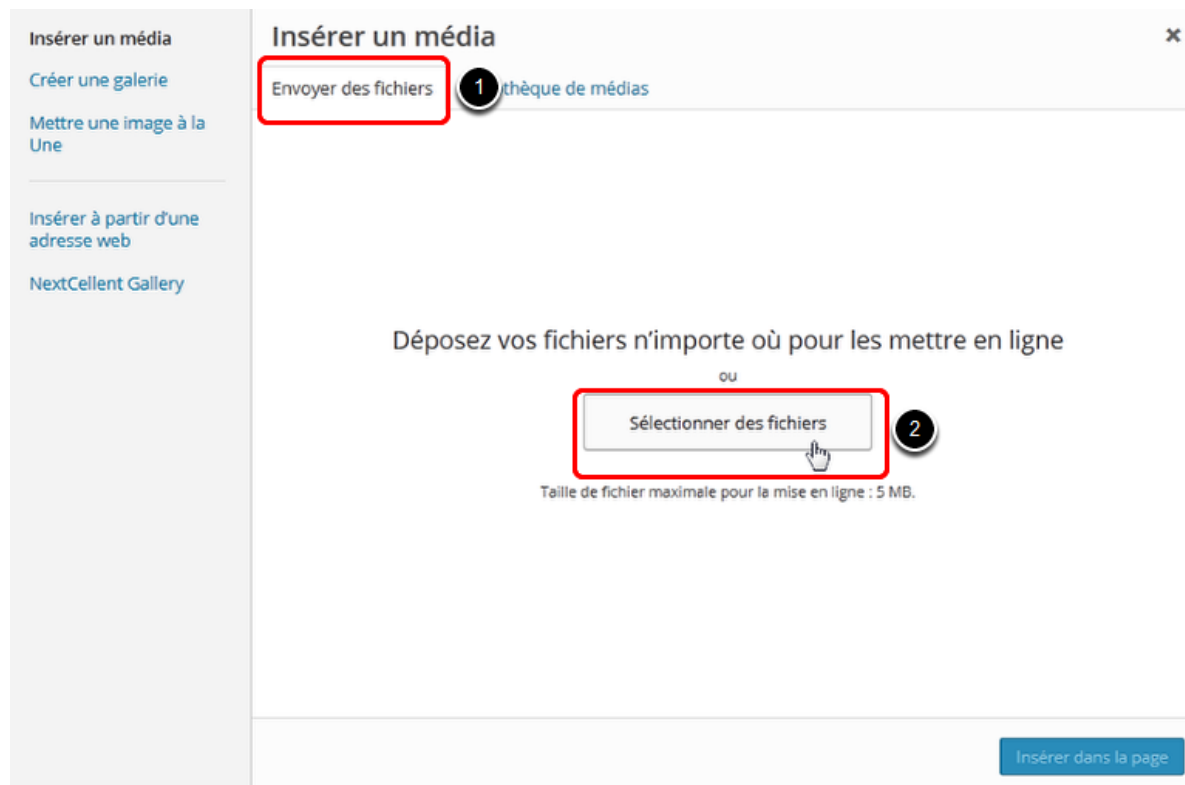 Insérer un média
Créer une galerie
Mettre une image à la
Une
Insérer à partir d'une
adresse web
NextCellent Gallery
Insérer un média
×
Envoyer des fichiers
1
thèque de médias
Déposez vos fichiers n'importe où pour les mettre en ligne
ou
Sélectionner des fichiers
2
Taille de fichier maximale pour la mise en ligne : 5 MB.
Insérer dans la page